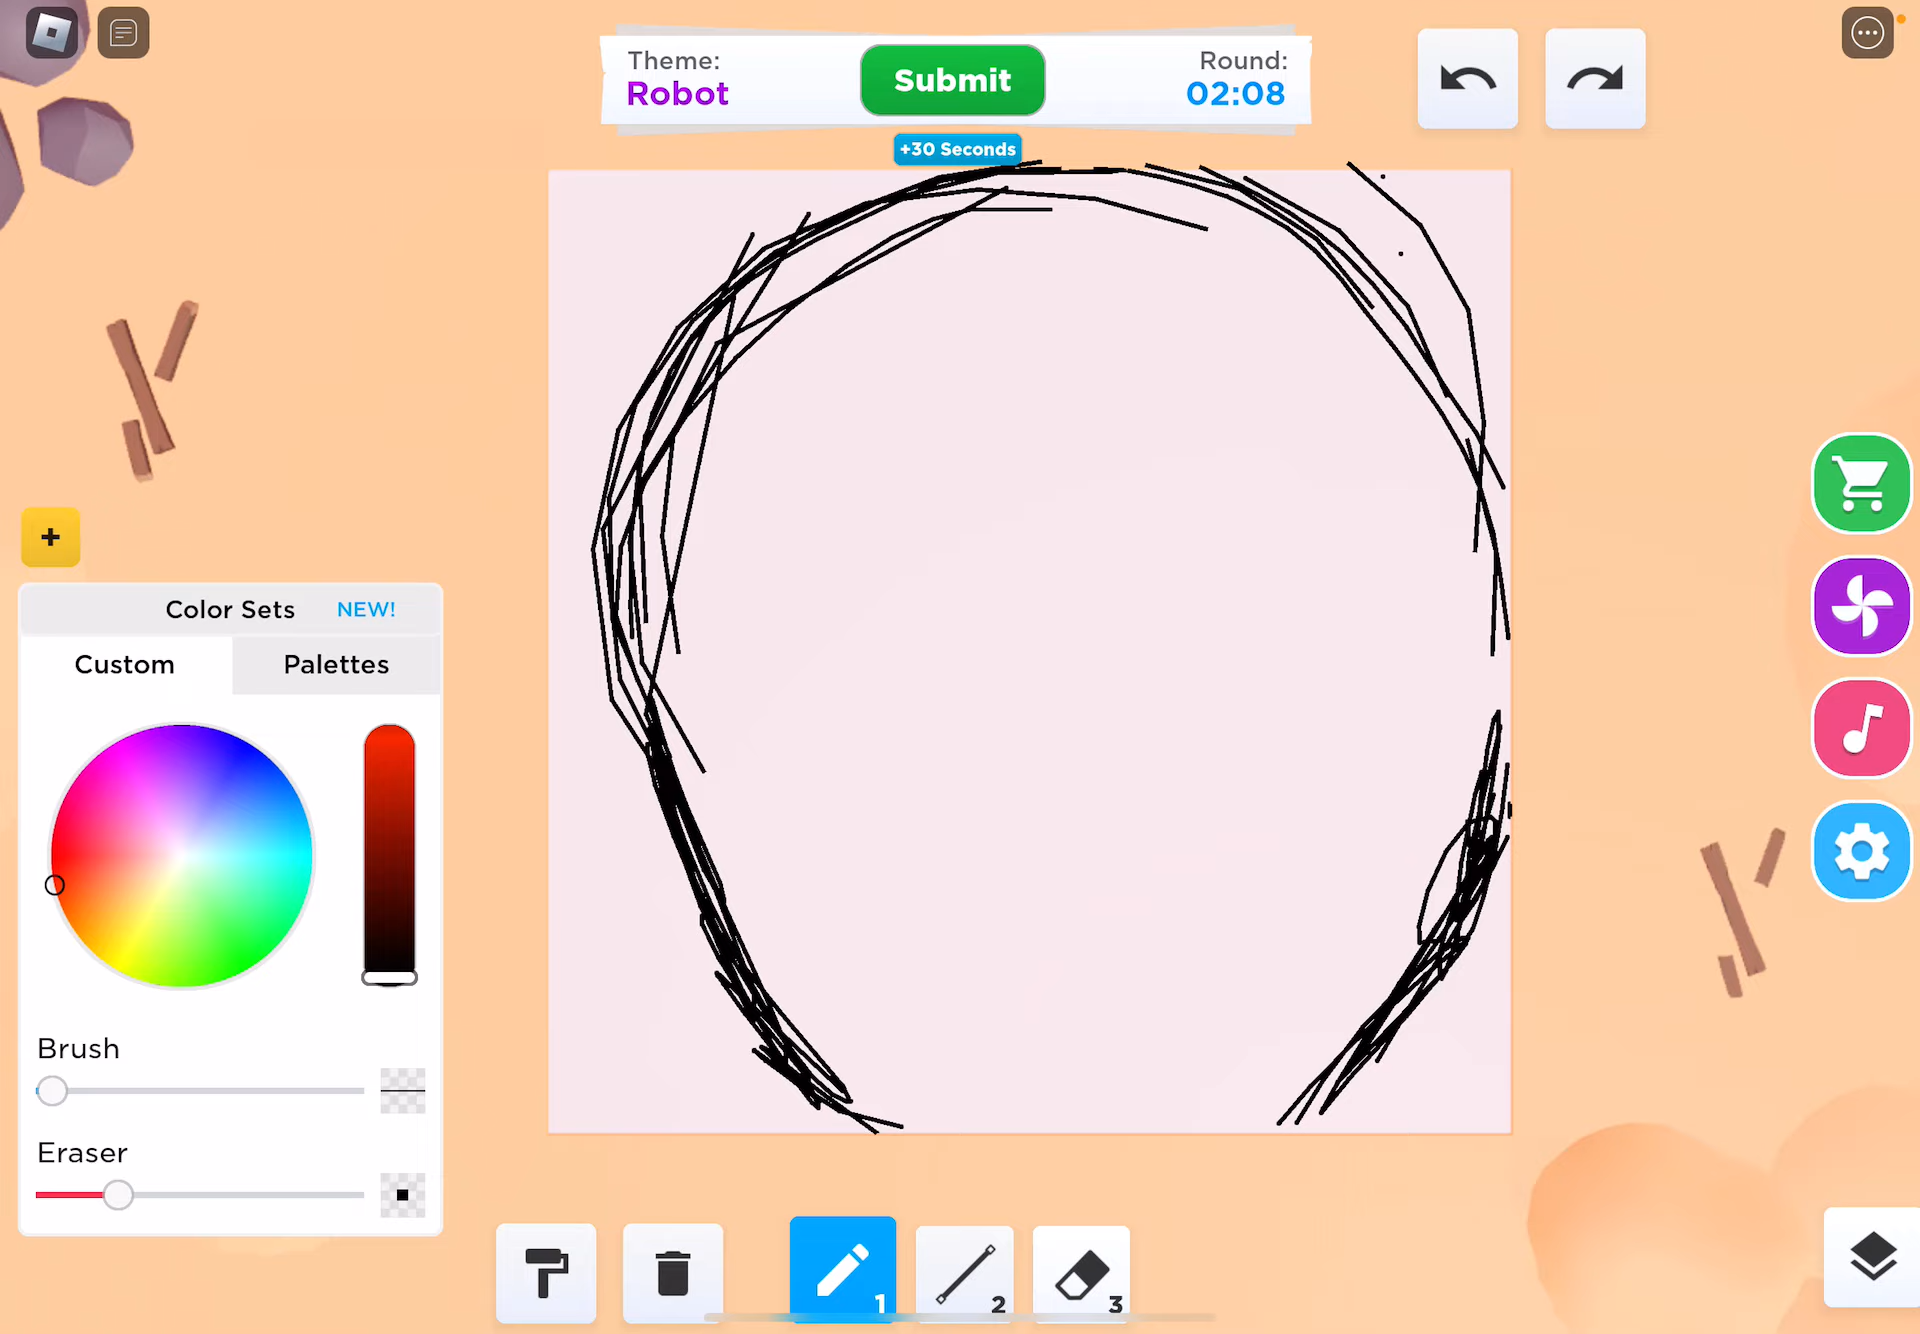 Theme:
Robot
Submit
Round:
02:08
+30 Seconds
+
Color Sets NEW!
Custom Palettes
Brush
Eraser
1
2
3